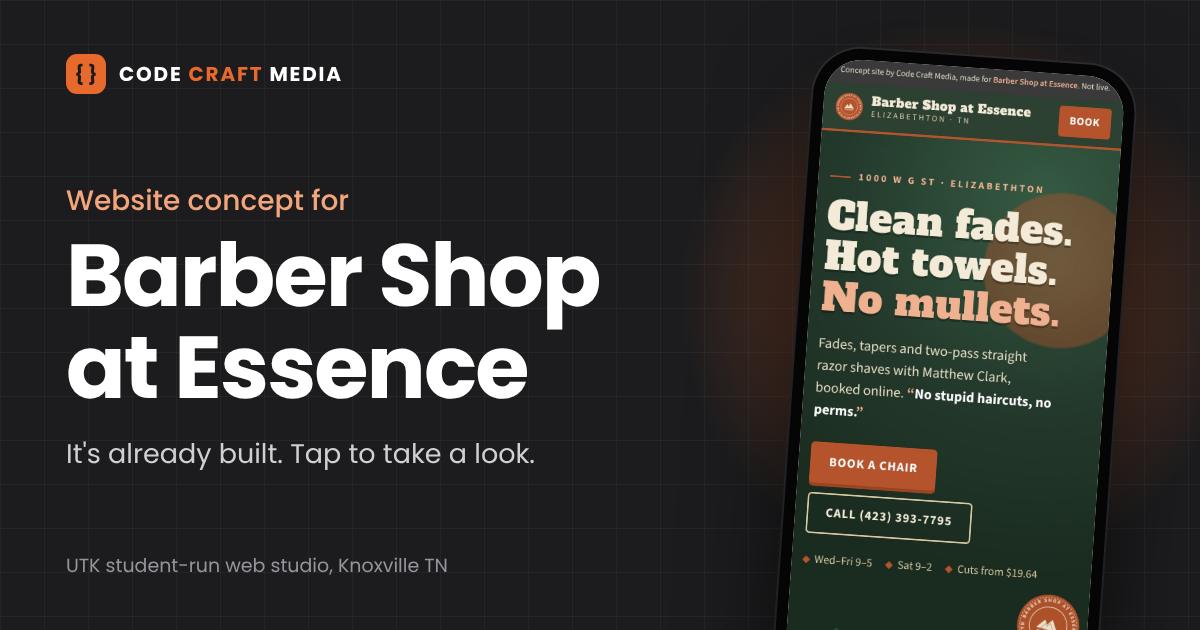 { } CODE CRAFT MEDIA
Website concept for
Barber Shop
at Essence
It's already built. Tap to take a look.
UTK student-run web studio, Knoxville TN
Concept site by Code Craft Media, made for Barber Shop at Essence. Not live.
Barber Shop at Essence
ELIZABETHTON · TN
BOOK
1000 W G ST · ELIZABETHTON
Clean fades.
Hot towels.
No mullets.
Fades, tapers and two-pass straight
razor shaves with Matthew Clark,
booked online. “No stupid haircuts, no
perms.”
BOOK A CHAIR
CALL (423) 393-7795
◆ Wed–Fri 9–5 ◆ Sat 9–2 ◆ Cuts from $19.64